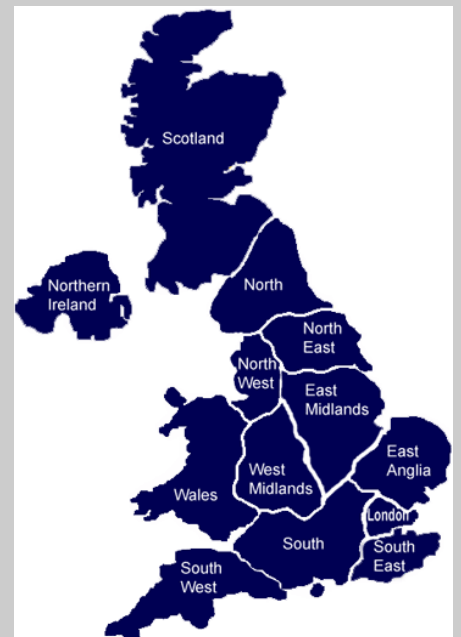 Scotland
Northern
Ireland
North
North
East
North
West
East
Midlands
East
Anglia
West
Midlands
Wales
London
South
South
East
South
West